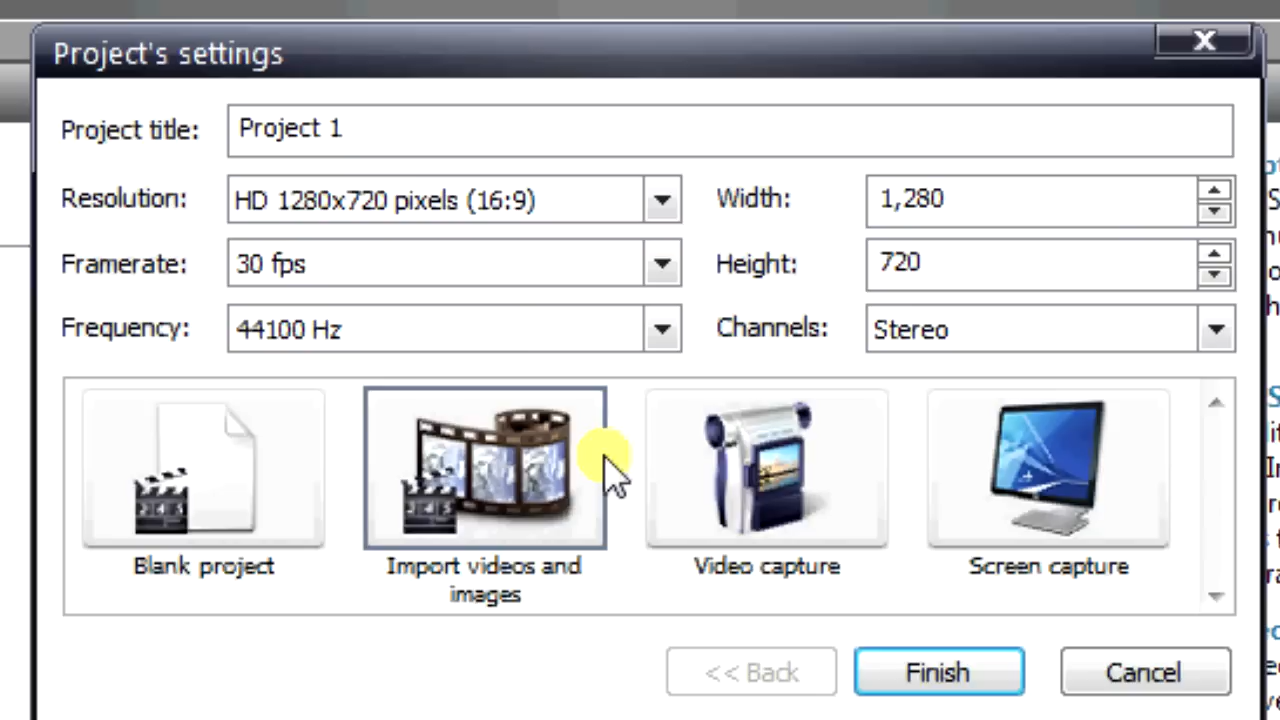 Project's settings
Project title: Project 1
Resolution: HD 1280x720 pixels (16:9) Width: 1,280
Framerate: 30 fps Height: 720
Frequency: 44100 Hz Channels: Stereo
Blank project Import videos and images Video capture Screen capture
<< Back Finish Cancel